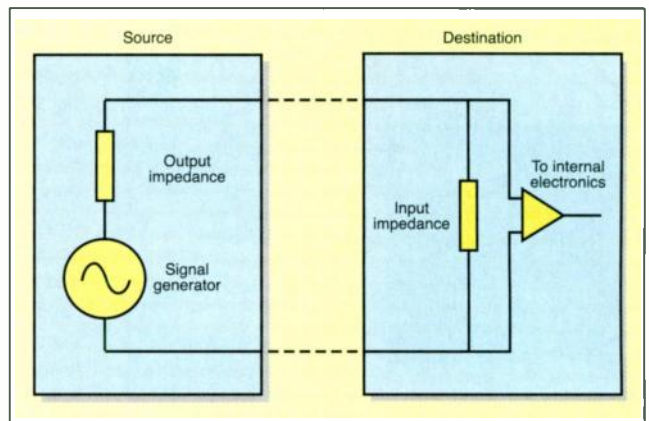 Source
Destination
Output
impedance
To internal
electronics
Input
impedance
Signal
generator